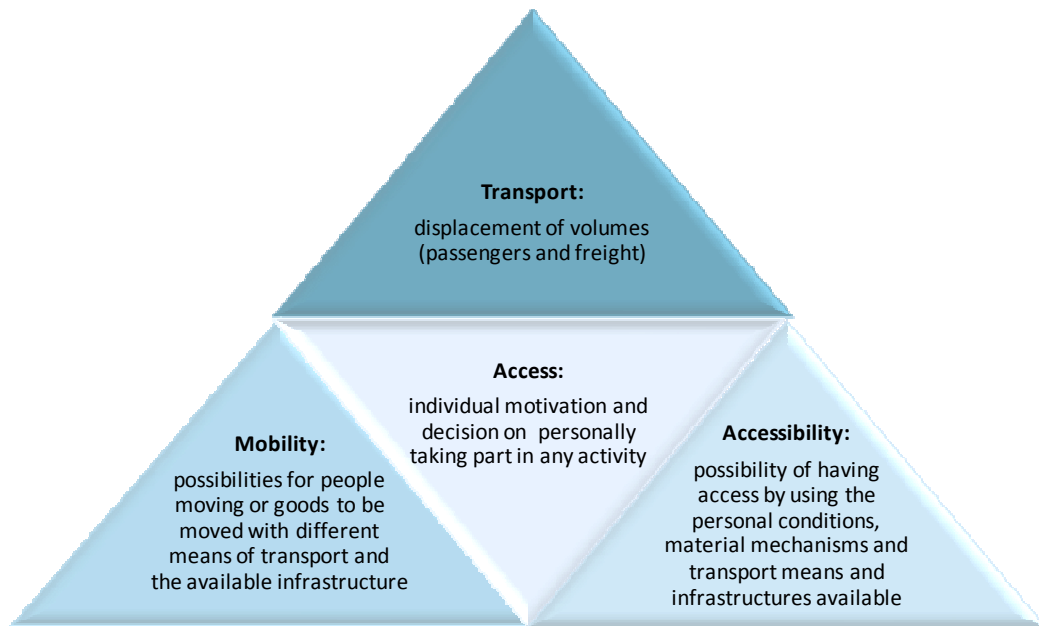 Transport:
displacement of volumes
(passengers and freight)
Access:
individual motivation and
decision on personally
taking part in any activity
Mobility:
possibilities for people
moving or goods to be
moved with different
means of transport and
the available infrastructure
Accessibility:
possibility of having
access by using the
personal conditions,
material mechanisms and
transport means and
infrastructures available